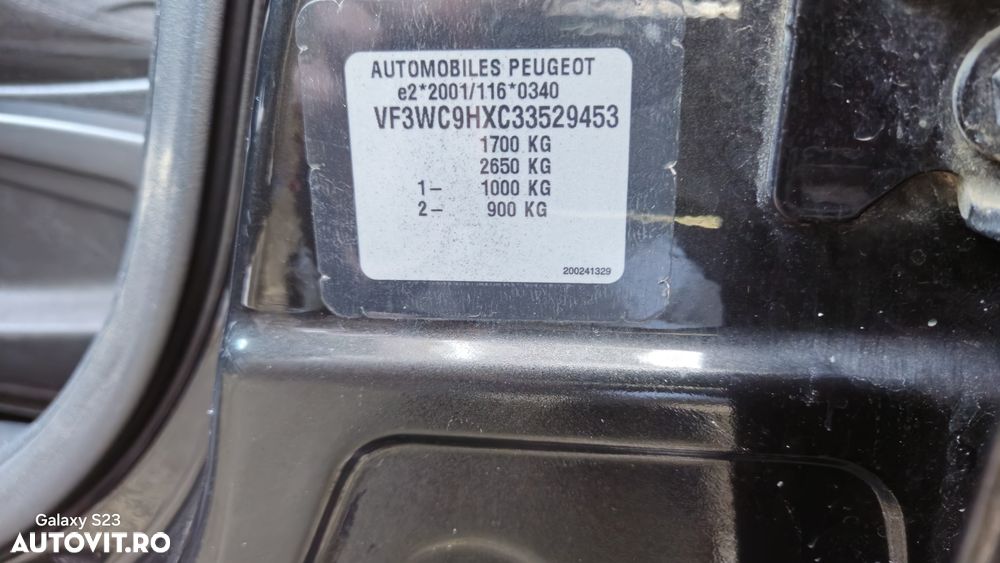 AUTOMOBILES PEUGEOT
e2*2001/116*0340
VF3WC9HXC33529453
1700 KG
2650 KG
1– 1000 KG
2– 900 KG
200241329
Galaxy S23
AUTOVIT.RO